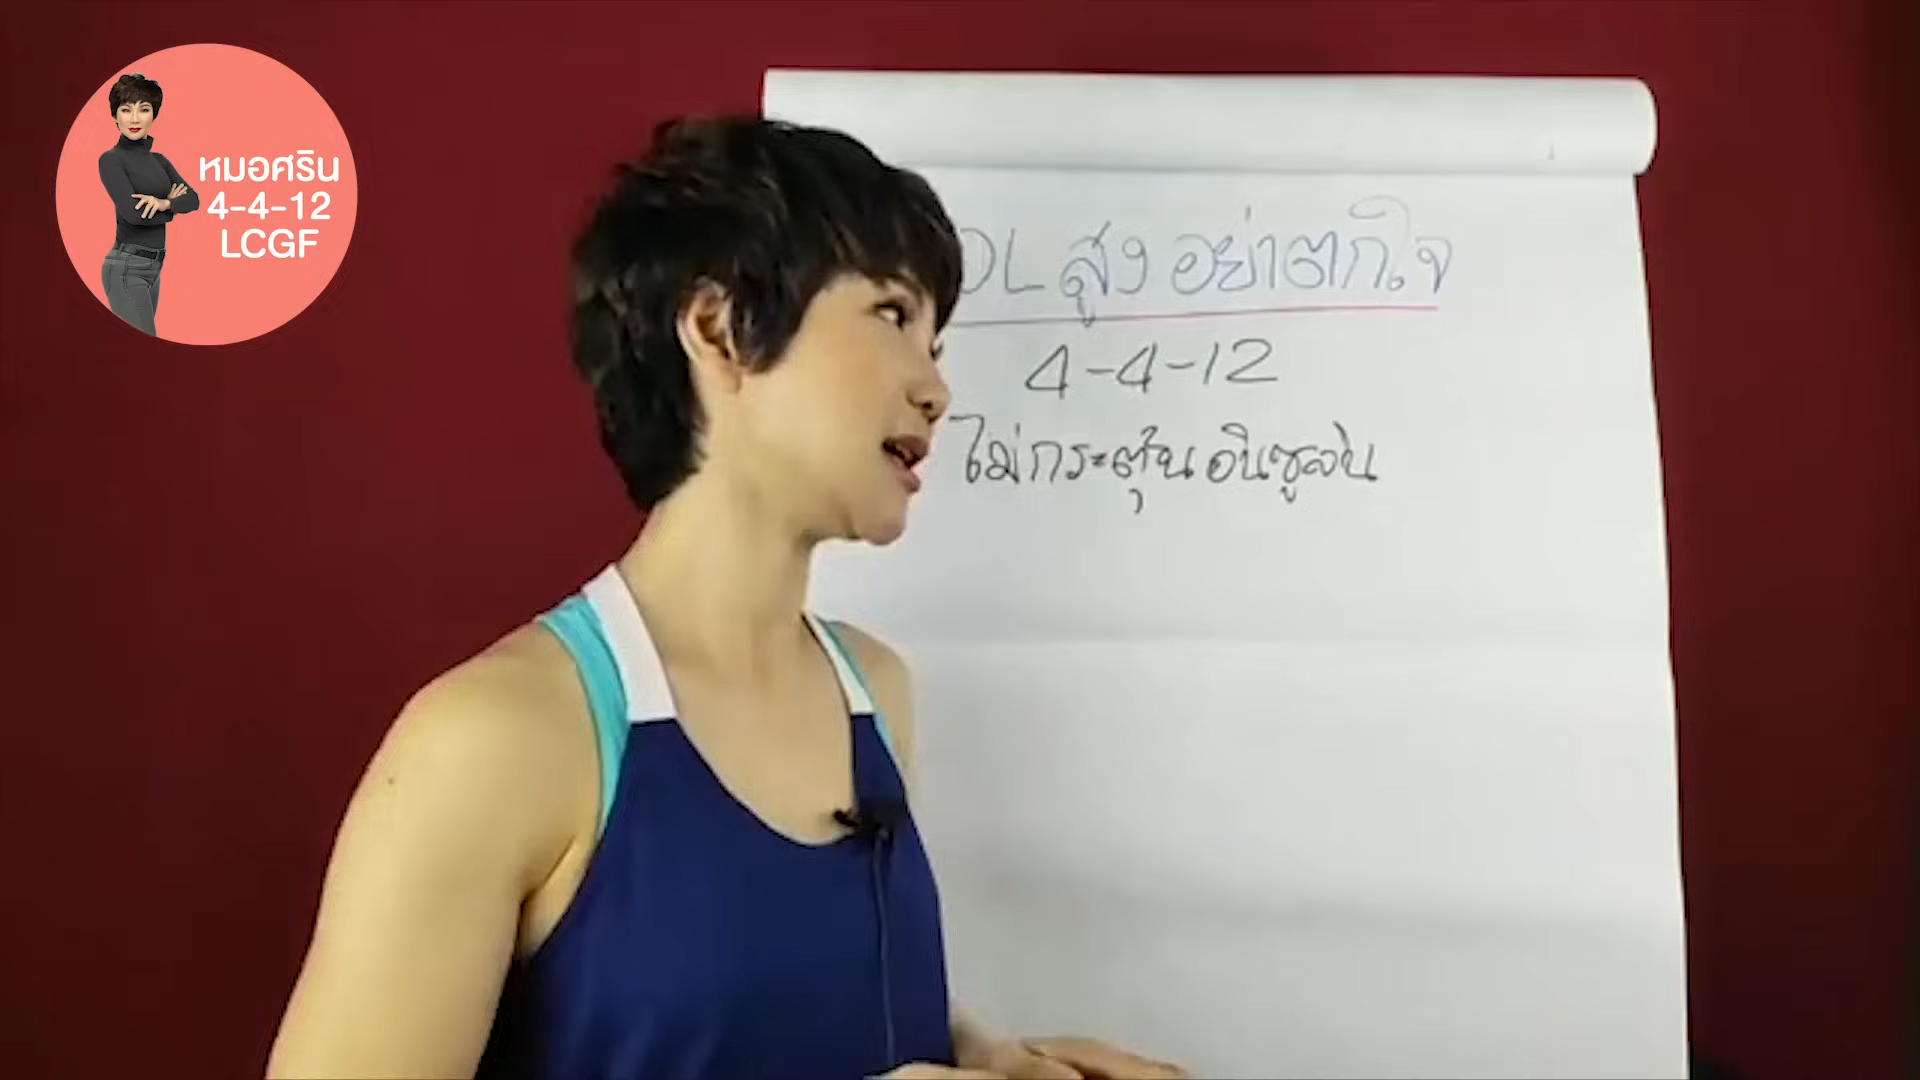 หมอศริน
4-4-12
LCGF
DL สูง อย่าตกใจ
4-4-12
ไม่กระตุ้น อินซูลิน